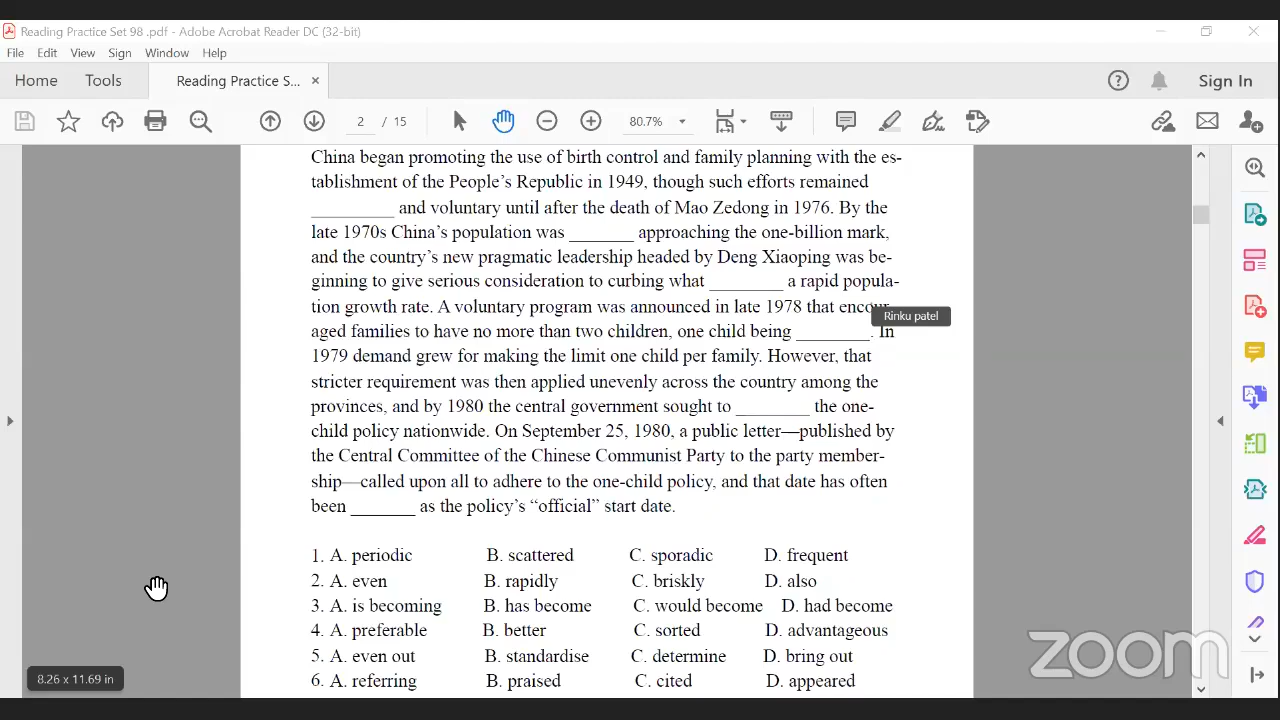 Reading Practice Set 98 .pdf - Adobe Acrobat Reader DC (32-bit)
File Edit View Sign Window Help
Home Tools Reading Practice S... × Sign In
2 / 15 80.7%
China began promoting the use of birth control and family planning with the es-
tablishment of the People's Republic in 1949, though such efforts remained
_________ and voluntary until after the death of Mao Zedong in 1976. By the
late 1970s China's population was _______ approaching the one-billion mark,
and the country's new pragmatic leadership headed by Deng Xiaoping was be-
ginning to give serious consideration to curbing what ________ a rapid popula-
tion growth rate. A voluntary program was announced in late 1978 that encour-
Rinku patel
aged families to have no more than two children, one child being ________. In
1979 demand grew for making the limit one child per family. However, that
stricter requirement was then applied unevenly across the country among the
provinces, and by 1980 the central government sought to ________ the one-
child policy nationwide. On September 25, 1980, a public letter—published by
the Central Committee of the Chinese Communist Party to the party member-
ship—called upon all to adhere to the one-child policy, and that date has often
been _______ as the policy's “official” start date.
1. A. periodic B. scattered C. sporadic D. frequent
2. A. even B. rapidly C. briskly D. also
3. A. is becoming B. has become C. would become D. had become
4. A. preferable B. better C. sorted D. advantageous
5. A. even out B. standardise C. determine D. bring out
6. A. referring B. praised C. cited D. appeared
8.26 x 11.69 in
zoom